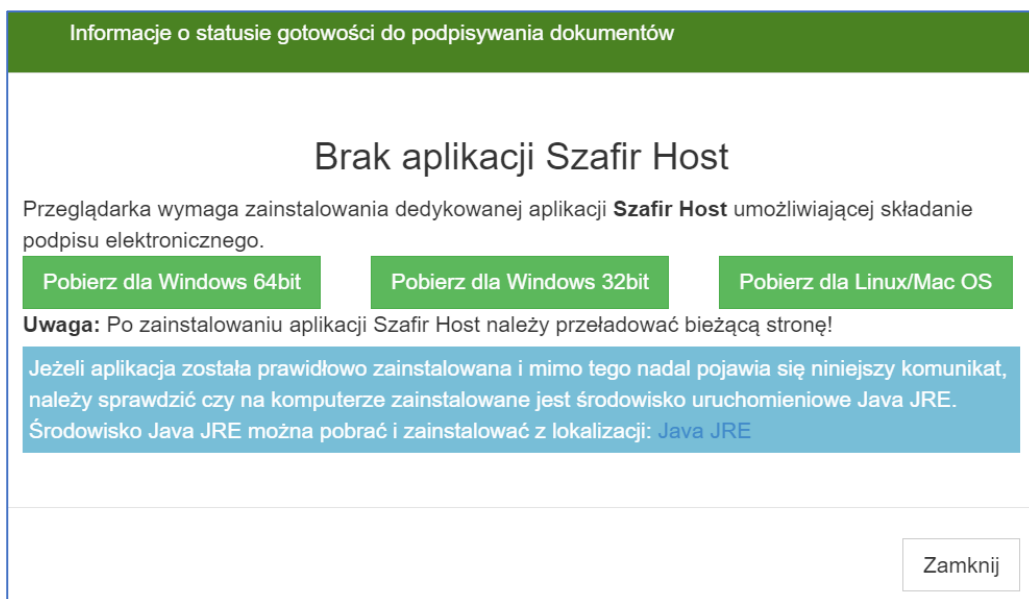 Informacje o statusie gotowości do podpisywania dokumentów
Brak aplikacji Szafir Host
Przeglądarka wymaga zainstalowania dedykowanej aplikacji Szafir Host umożliwiającej składanie
podpisu elektronicznego.
Pobierz dla Windows 64bit Pobierz dla Windows 32bit Pobierz dla Linux/Mac OS
Uwaga: Po zainstalowaniu aplikacji Szafir Host należy przeładować bieżącą stronę!
Jeżeli aplikacja została prawidłowo zainstalowana i mimo tego nadal pojawia się niniejszy komunikat,
należy sprawdzić czy na komputerze zainstalowane jest środowisko uruchomieniowe Java JRE.
Środowisko Java JRE można pobrać i zainstalować z lokalizacji: Java JRE
Zamknij